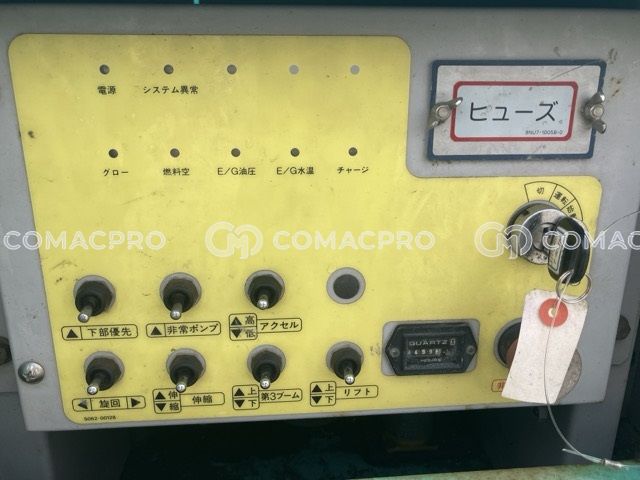 電源
システム異常
ヒューズ
グロー
燃料空
E/G油圧
E/G水温
チャージ
切
COMACPRO COMACPRO COMACPRO
▲下部優先
▲非常ポンプ
▲高
▼低
アクセル
QUARTZ
◀旋回▶
▲伸
▼縮
伸縮
▲上
▼下
第3ブーム
▲上
▼下
リフト
S062-00128